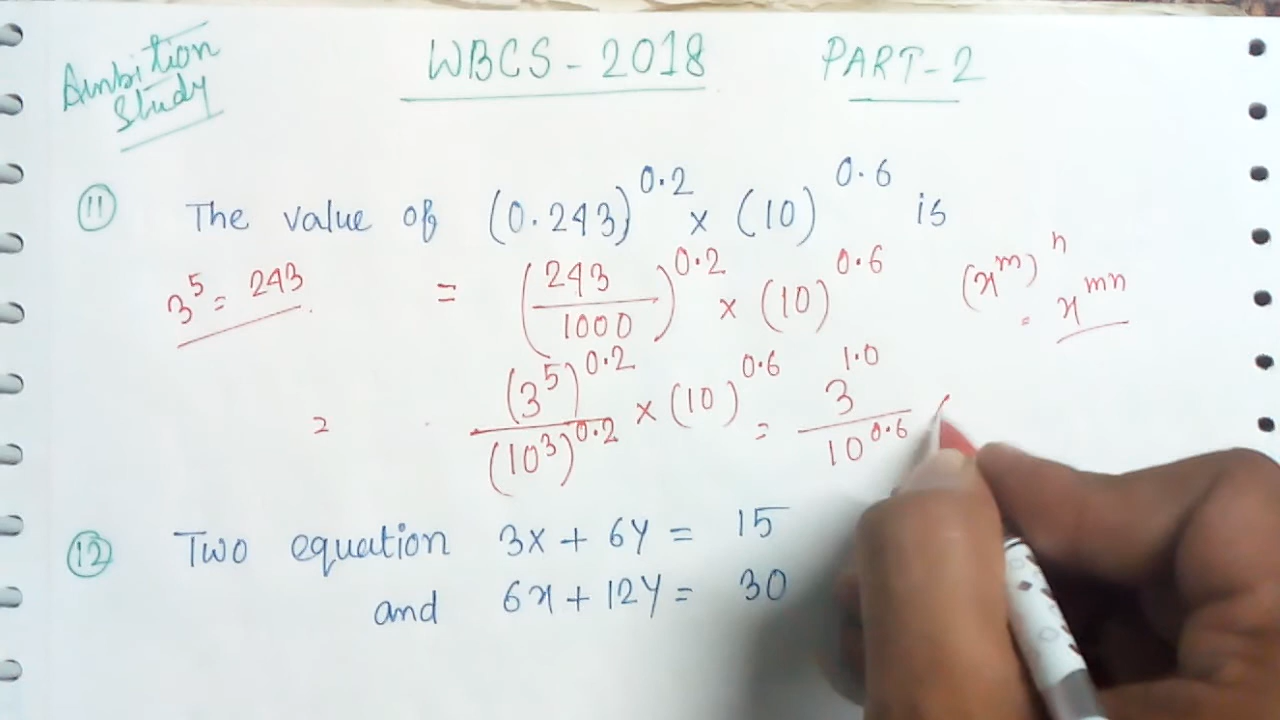 Ambition
Study
WBCS - 2018 PART-2
11 The value of (0.243)^0.2 × (10)^0.6 is
3^5 = 243
= (243/1000)^0.2 × (10)^0.6
(x^m)^n
= x^mn
= (3^5)^0.2/(10^3)^0.2 × (10)^0.6 = 3^1.0/10^0.6
12 Two equation 3x + 6y = 15
and 6x + 12y = 30